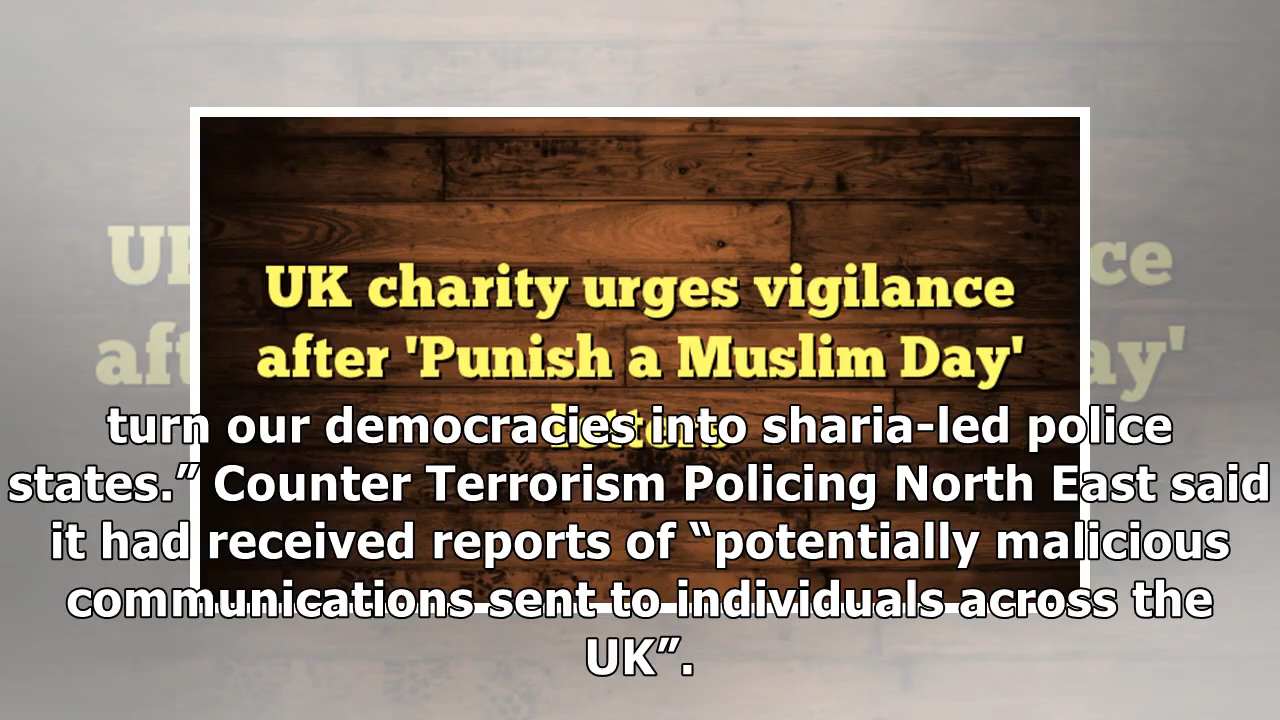 UK charity urges vigilance
after 'Punish a Muslim Day'
letters
turn our democracies into sharia-led police
states.” Counter Terrorism Policing North East said
it had received reports of “potentially malicious
communications sent to individuals across the
UK”.